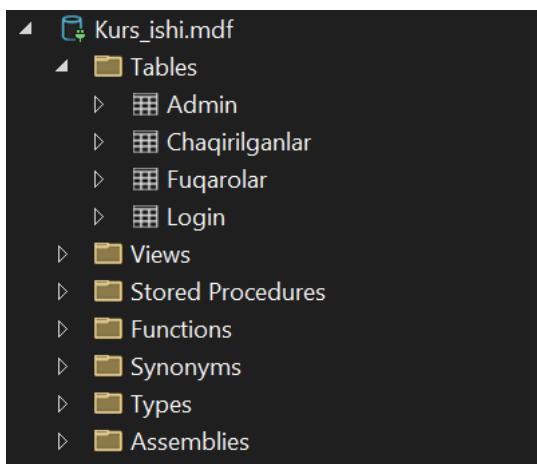 Kurs_ishi.mdf
Tables
Admin
Chaqirilganlar
Fuqarolar
Login
Views
Stored Procedures
Functions
Synonyms
Types
Assemblies